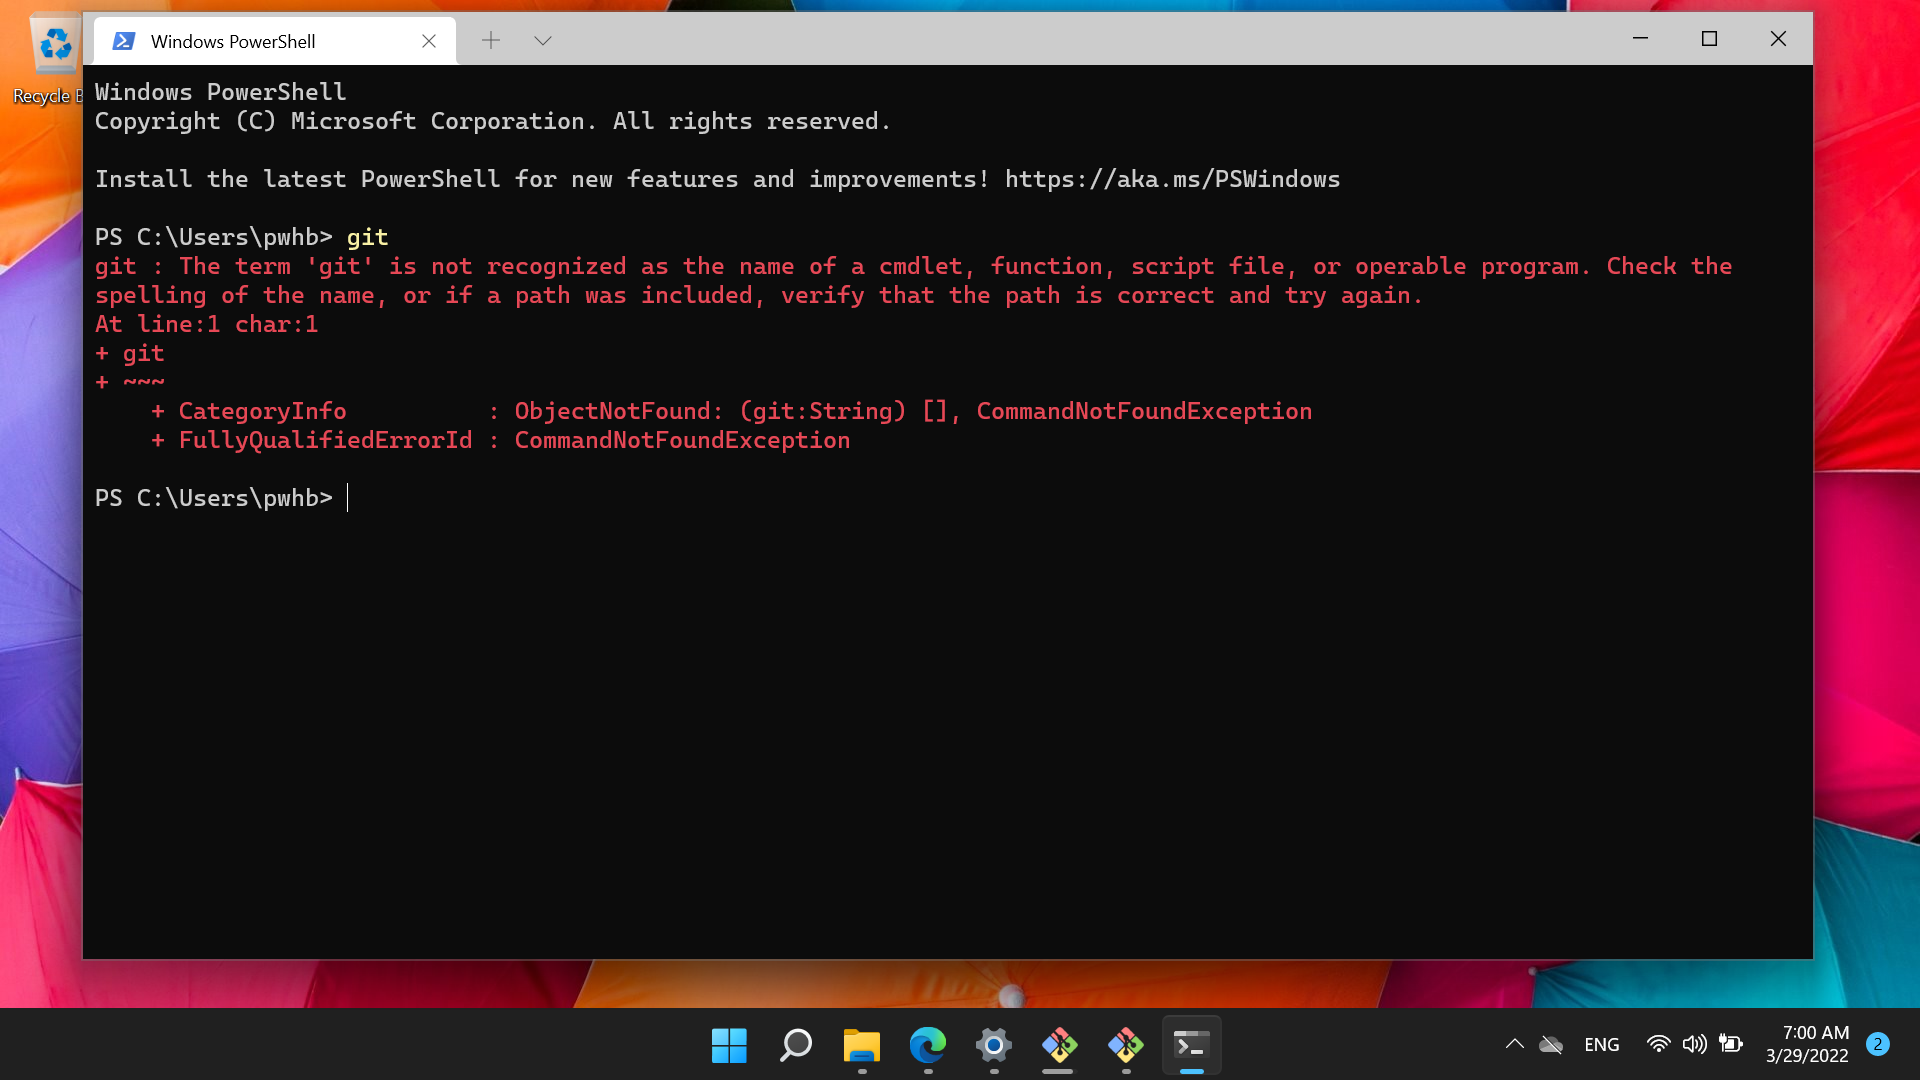 Windows PowerShell
Recycle B
Windows PowerShell
Copyright (C) Microsoft Corporation. All rights reserved.
Install the latest PowerShell for new features and improvements! https://aka.ms/PSWindows
PS C:\Users\pwhb> git
git : The term 'git' is not recognized as the name of a cmdlet, function, script file, or operable program. Check the
spelling of the name, or if a path was included, verify that the path is correct and try again.
At line:1 char:1
+ git
+ ~~~
    + CategoryInfo          : ObjectNotFound: (git:String) [], CommandNotFoundException
    + FullyQualifiedErrorId : CommandNotFoundException
PS C:\Users\pwhb>
ENG
7:00 AM
3/29/2022
2